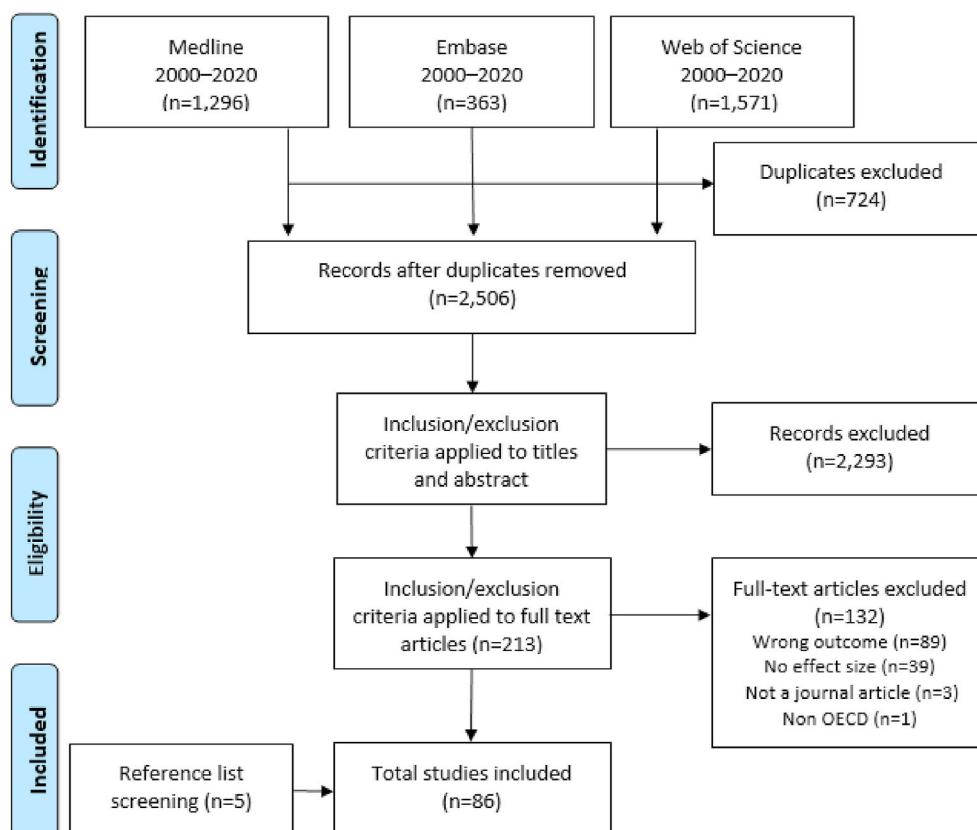 Identification
Medline
2000–2020
(n=1,296)
Embase
2000–2020
(n=363)
Web of Science
2000–2020
(n=1,571)
Duplicates excluded
(n=724)
Screening
Records after duplicates removed
(n=2,506)
Inclusion/exclusion
criteria applied to titles
and abstract
Records excluded
(n=2,293)
Eligibility
Inclusion/exclusion
criteria applied to full text
articles (n=213)
Full-text articles excluded
(n=132)
Wrong outcome (n=89)
No effect size (n=39)
Not a journal article (n=3)
Non OECD (n=1)
Included
Reference list
screening (n=5)
Total studies included
(n=86)